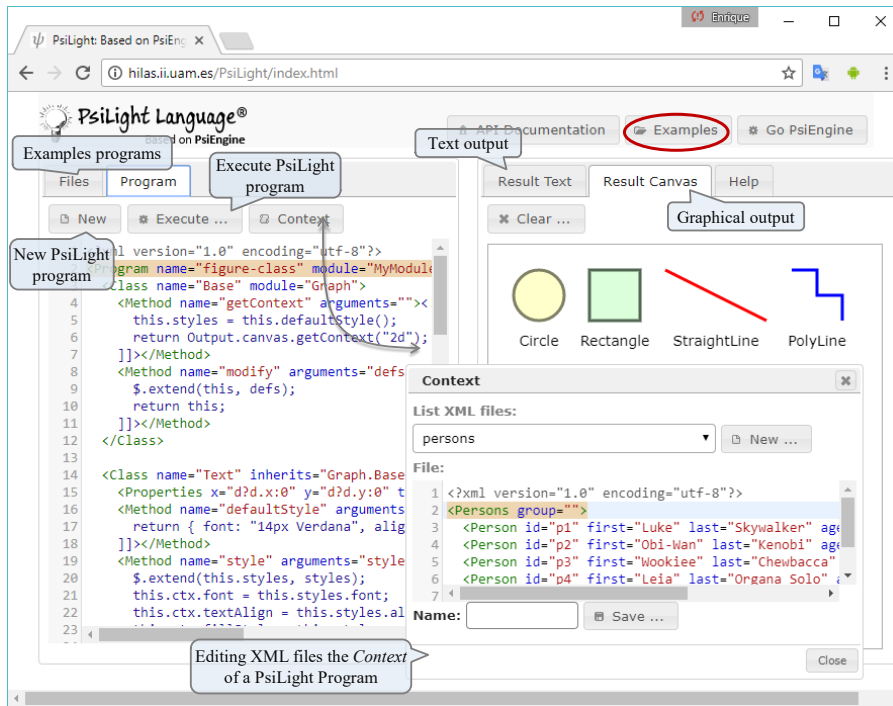 Enrique
PsiLight: Based on PsiEng
hilas.ii.uam.es/PsiLight/index.html
PsiLight Language®
Based on PsiEngine
API Documentation
Examples
Go PsiEngine
Examples programs
Execute PsiLight
program
Text output
Files
Program
Result Text
Result Canvas
Help
New
Execute ...
Context
Clear ...
Graphical output
New PsiLight
program
xml version="1.0" encoding="utf-8"?>
Program name="figure-class" module="MyModule
<Class name="Base" module="Graph">
4 <Method name="getContext" arguments=""><
5 this.styles = this.defaultStyle();
6 return Output.canvas.getContext("2d");
7 ]]></Method>
8 <Method name="modify" arguments="defs
9 $.extend(this, defs);
10 return this;
11 ]]></Method>
12 </Class>
13
14 <Class name="Text" inherits="Graph.Base
15 <Properties x="d?d.x:0" y="d?d.y:0" t
16 <Method name="defaultStyle" arguments
17 return { font: "14px Verdana", alig
18 ]]></Method>
19 <Method name="style" arguments="style
20 $.extend(this.styles, styles);
21 this.ctx.font = this.styles.font;
22 this.ctx.textAlign = this.styles.al
23
Circle
Rectangle
StraightLine
PolyLine
Context
List XML files:
persons
New ...
File:
1 <?xml version="1.0" encoding="utf-8"?>
2 <Persons group="">
3 <Person id="p1" first="Luke" last="Skywalker" age
4 <Person id="p2" first="Obi-Wan" last="Kenobi" age
5 <Person id="p3" first="Wookiee" last="Chewbacca"
6 <Person id="p4" first="Leia" last="Organa Solo" a
7
Name:
Save ...
Close
Editing XML files the Context
of a PsiLight Program